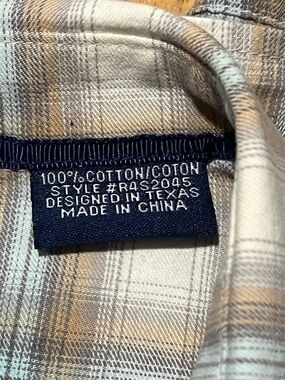 100% COTTON/COTON
STYLE #R4S2045
DESIGNED IN TEXAS
MADE IN CHINA